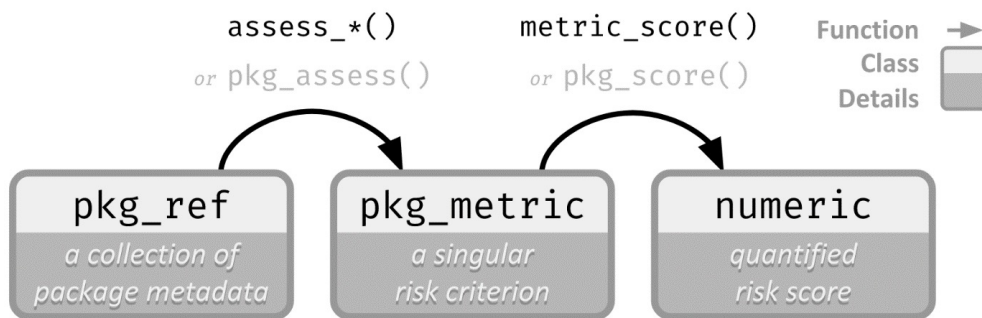 assess_*()
or pkg_assess()
metric_score()
or pkg_score()
Function
Class
Details
pkg_ref
a collection of
package metadata
pkg_metric
a singular
risk criterion
numeric
quantified
risk score